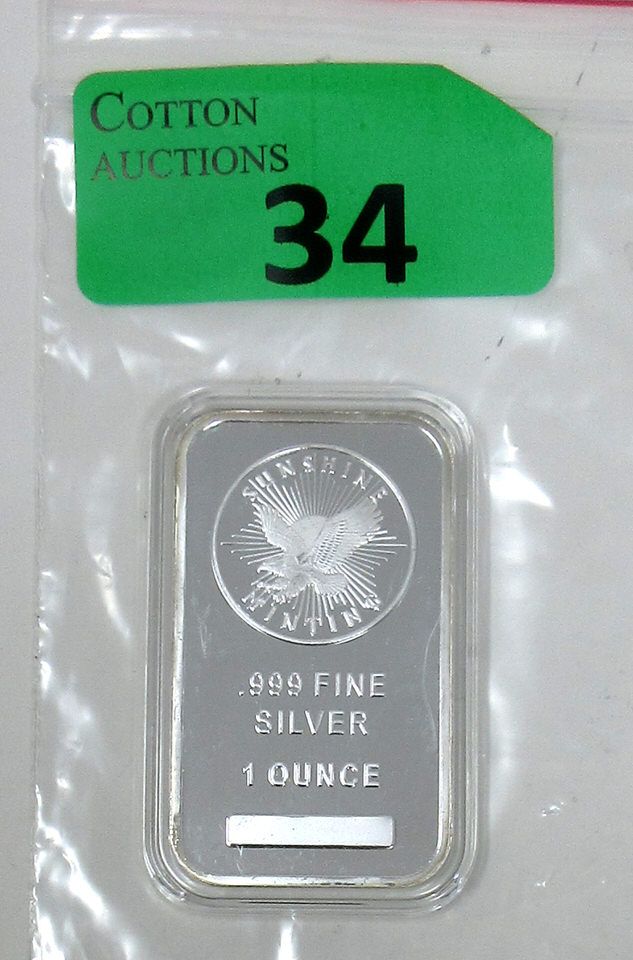 COTTON
AUCTIONS
34
SUNSHINE
MINTING
.999 FINE
SILVER
1 OUNCE